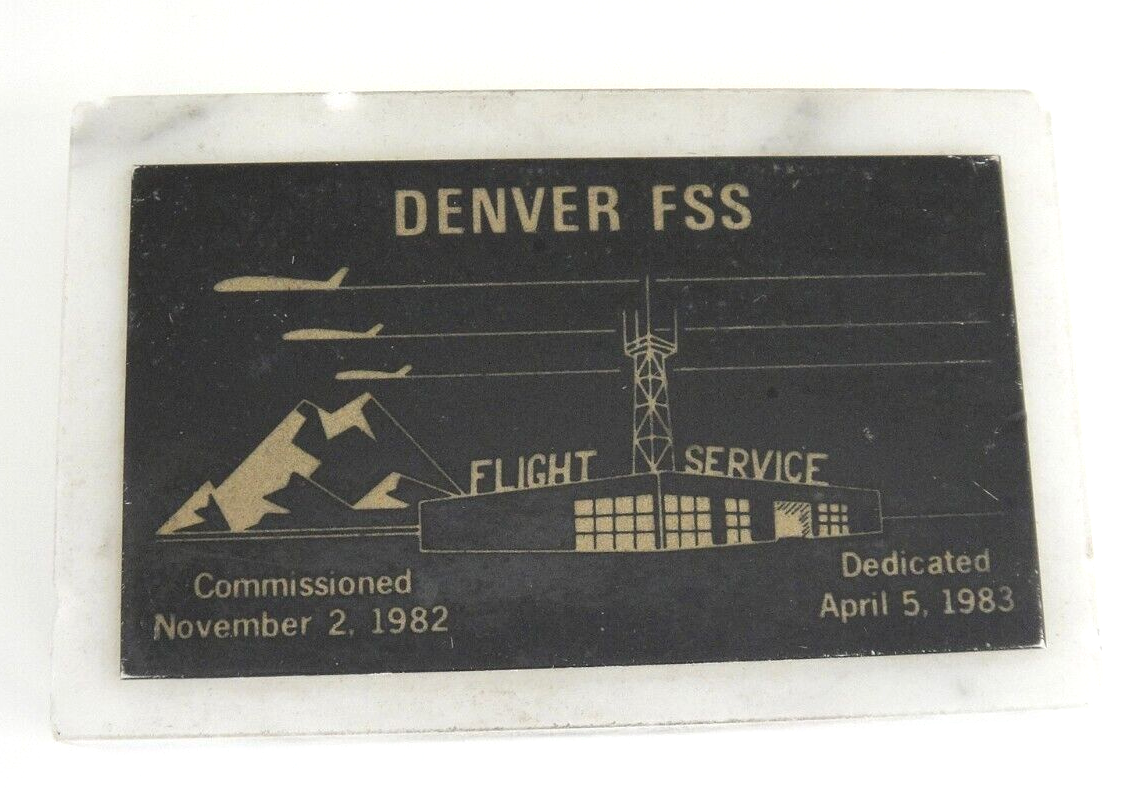 DENVER FSS
FLIGHT SERVICE
Commissioned
November 2, 1982
Dedicated
April 5, 1983